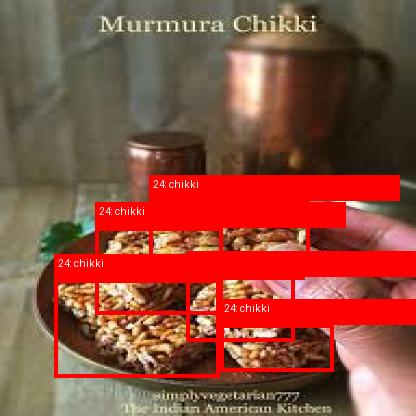 Murmura Chikki
24:chikki
24:chikki
24:chikki
24:chikki
simplyvegetarian777
The Indian American Kitchen